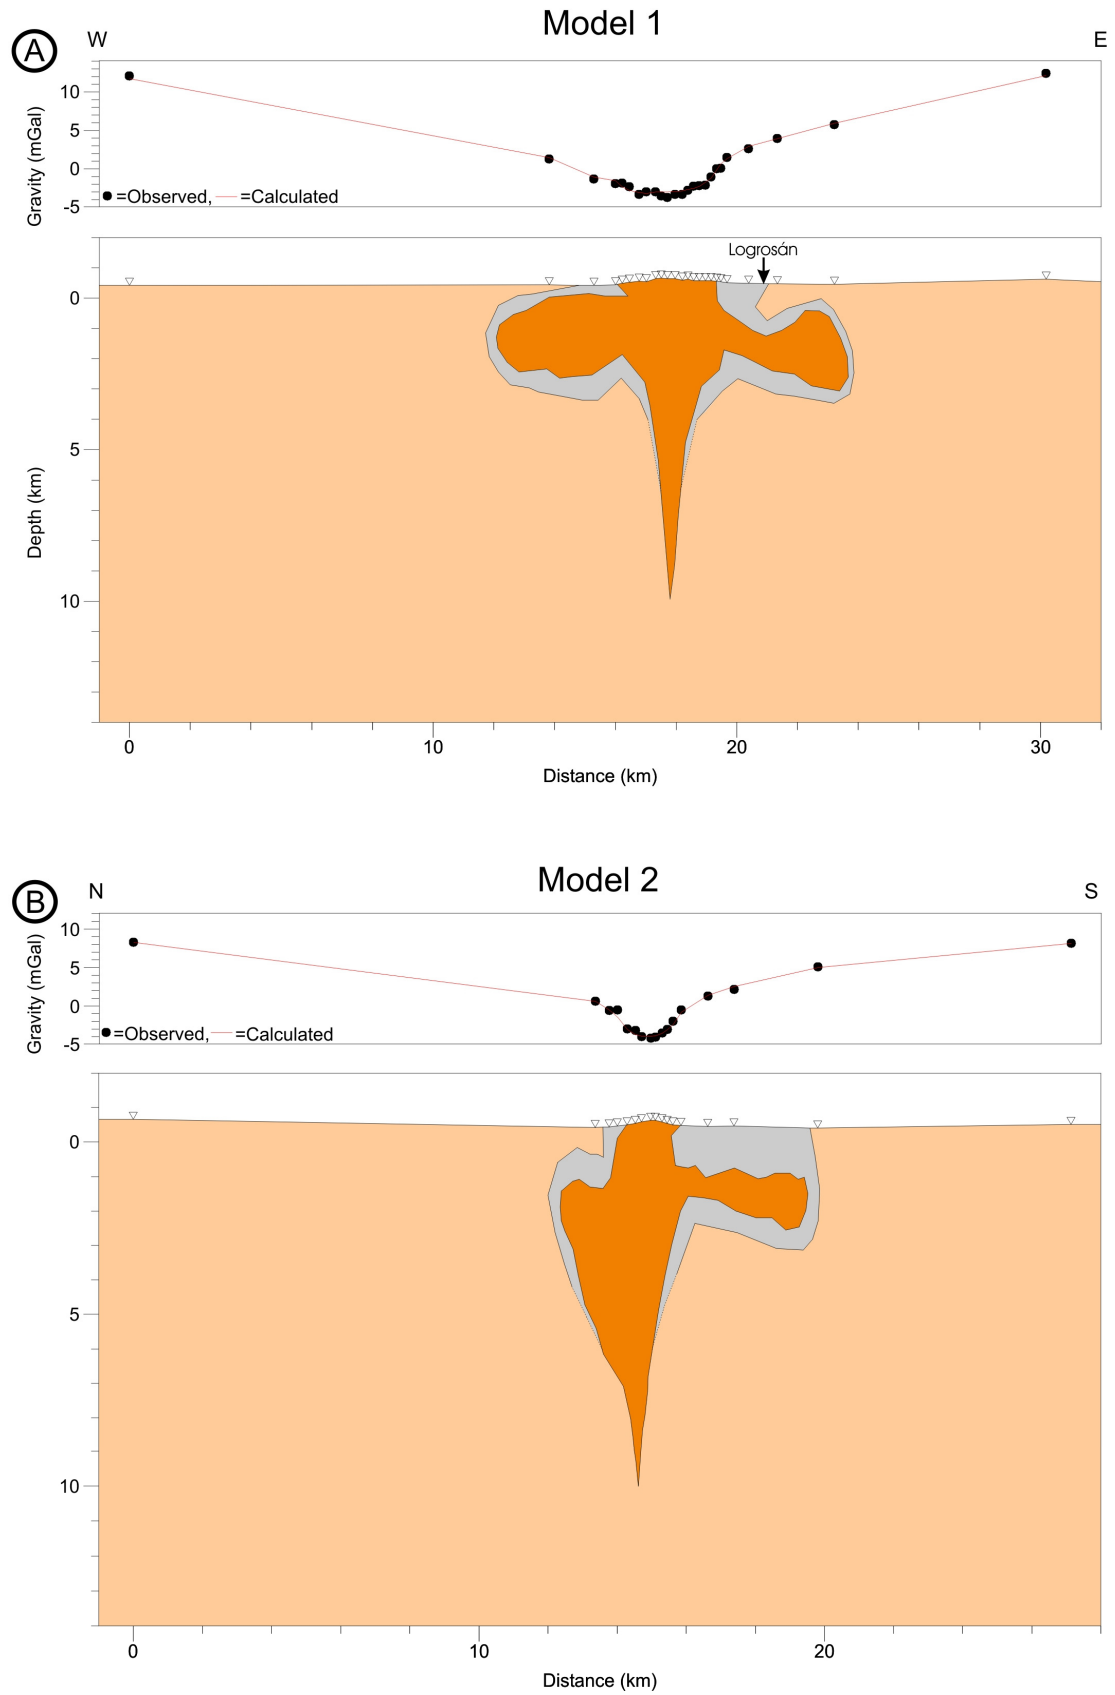 Model 1
A
W
E
Gravity (mGal)
10
5
0
-5
=Observed, =Calculated
Logrosán
Depth (km)
0
5
10
0
10
20
30
Distance (km)
Model 2
B
N
S
Gravity (mGal)
10
5
0
-5
=Observed, =Calculated
0
5
10
0
10
20
Distance (km)